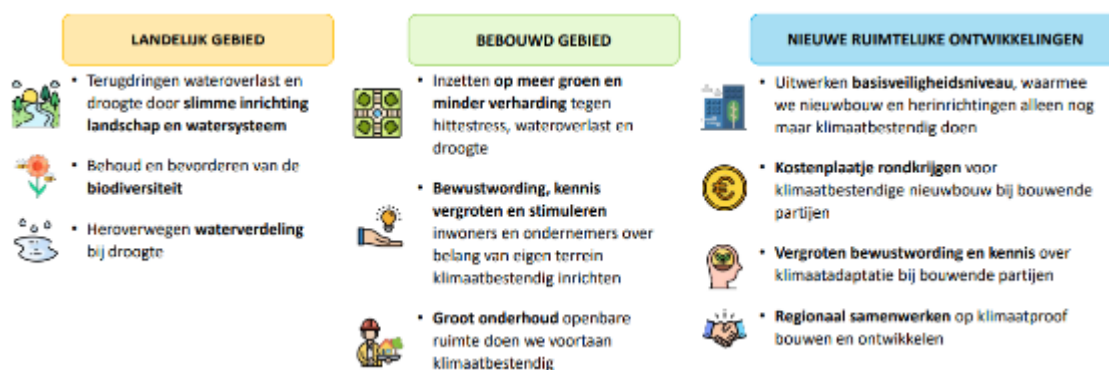 LANDELIJK GEBIED
• Terugdringen wateroverlast en
droogte door slimme inrichting
landschap en watersysteem
• Behoud en bevorderen van de
biodiversiteit
• Heroverwegen waterverdeling
bij droogte
BEBOUWD GEBIED
• Inzetten op meer groen en
minder verharding tegen
hittestress, wateroverlast en
droogte
• Bewustwording, kennis
vergroten en stimuleren
inwoners en ondernemers over
belang van eigen terrein
klimaatbestendig inrichten
• Groot onderhoud openbare
ruimte doen we voortaan
klimaatbestendig
NIEUWE RUIMTELIJKE ONTWIKKELINGEN
• Uitwerken basisveiligheidsniveau, waarmee
we nieuwbouw en herinrichtingen alleen nog
maar klimaatbestendig doen
• Kostenplaatje rondkrijgen voor
klimaatbestendige nieuwbouw bij bouwende
partijen
• Vergroten bewustwording en kennis over
klimaatadaptatie bij bouwende partijen
• Regionaal samenwerken op klimaatproof
bouwen en ontwikkelen